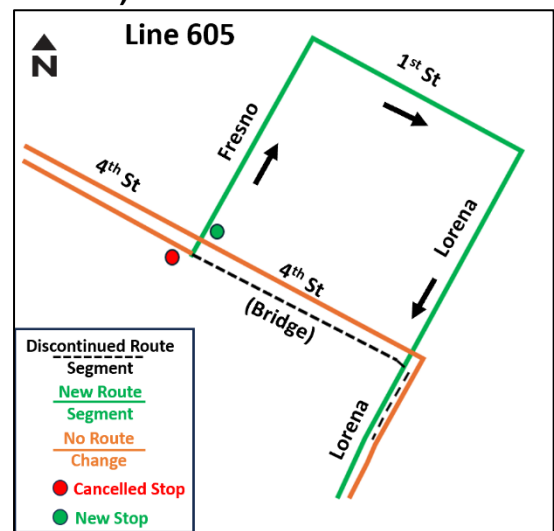 Line 605
N
1st St
Fresno
4th St
Lorena
4th St
(Bridge)
Lorena
Discontinued Route
Segment
New Route
Segment
No Route
Change
Cancelled Stop
New Stop